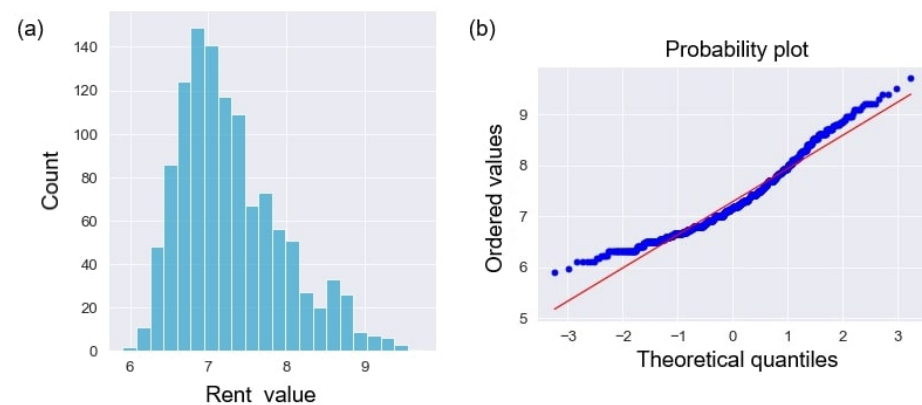 (a)
140
120
100
80
60
40
20
0
Count
6 7 8 9
Rent value
(b)
Probability plot
9
8
7
6
5
Ordered values
−3 −2 −1 0 1 2 3
Theoretical quantiles